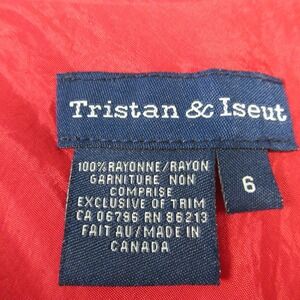 Tristan & Iseut
100% RAYONNE/RAYON
GARNITURE NON
COMPRISE
EXCLUSIVE OF TRIM
CA 06796 RN 86213
FAIT AU/MADE IN
CANADA
6